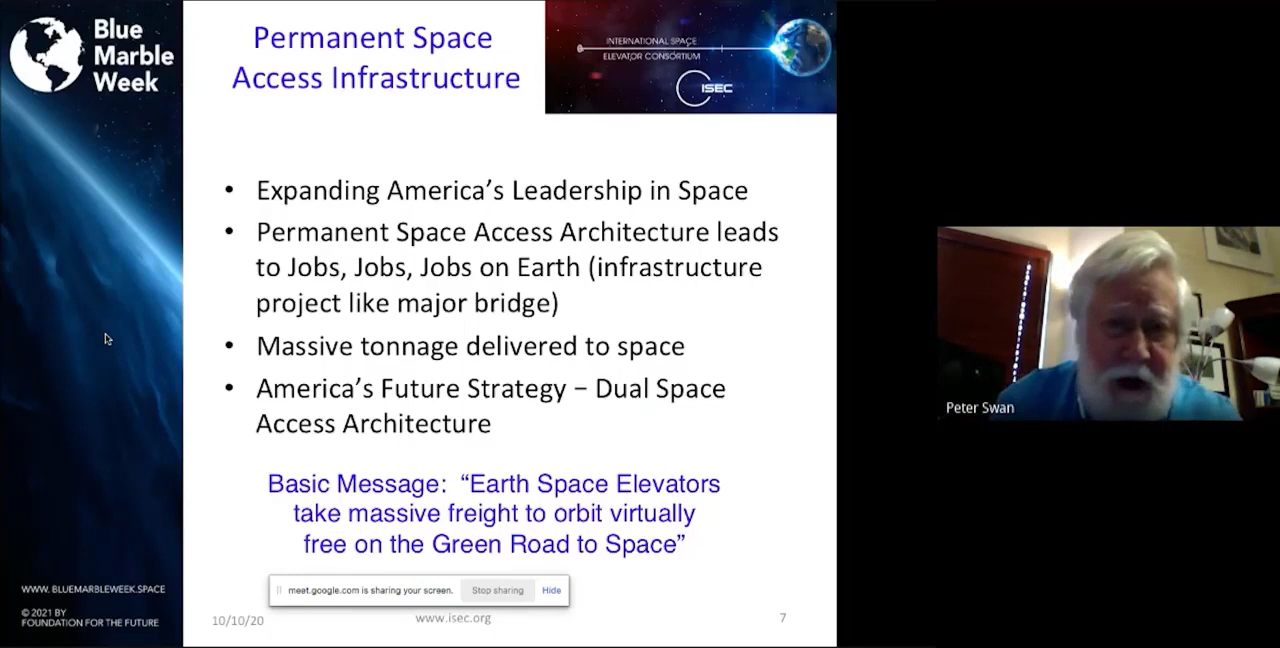 Blue
Marble
Week
Permanent Space
Access Infrastructure
INTERNATIONAL SPACE
ELEVATOR CONSORTIUM
ISEC
• Expanding America's Leadership in Space
• Permanent Space Access Architecture leads
to Jobs, Jobs, Jobs on Earth (infrastructure
project like major bridge)
• Massive tonnage delivered to space
• America's Future Strategy – Dual Space
Access Architecture
Basic Message: “Earth Space Elevators
take massive freight to orbit virtually
free on the Green Road to Space”
meet.google.com is sharing your screen. Stop sharing Hide
10/10/20 www.isec.org 7
WWW. BLUEMARBLEWEEK.SPACE
© 2021 BY
FOUNDATION FOR THE FUTURE
Peter Swan